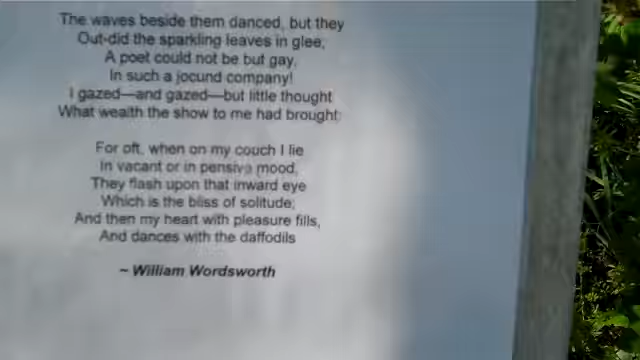 The waves beside them danced, but they
Out-did the sparkling leaves in glee;
A poet could not be but gay,
In such a jocund company!
I gazed—and gazed—but little thought
What wealth the show to me had brought:
For oft, when on my couch I lie
In vacant or in pensive mood,
They flash upon that inward eye
Which is the bliss of solitude;
And then my heart with pleasure fills,
And dances with the daffodils
~ William Wordsworth